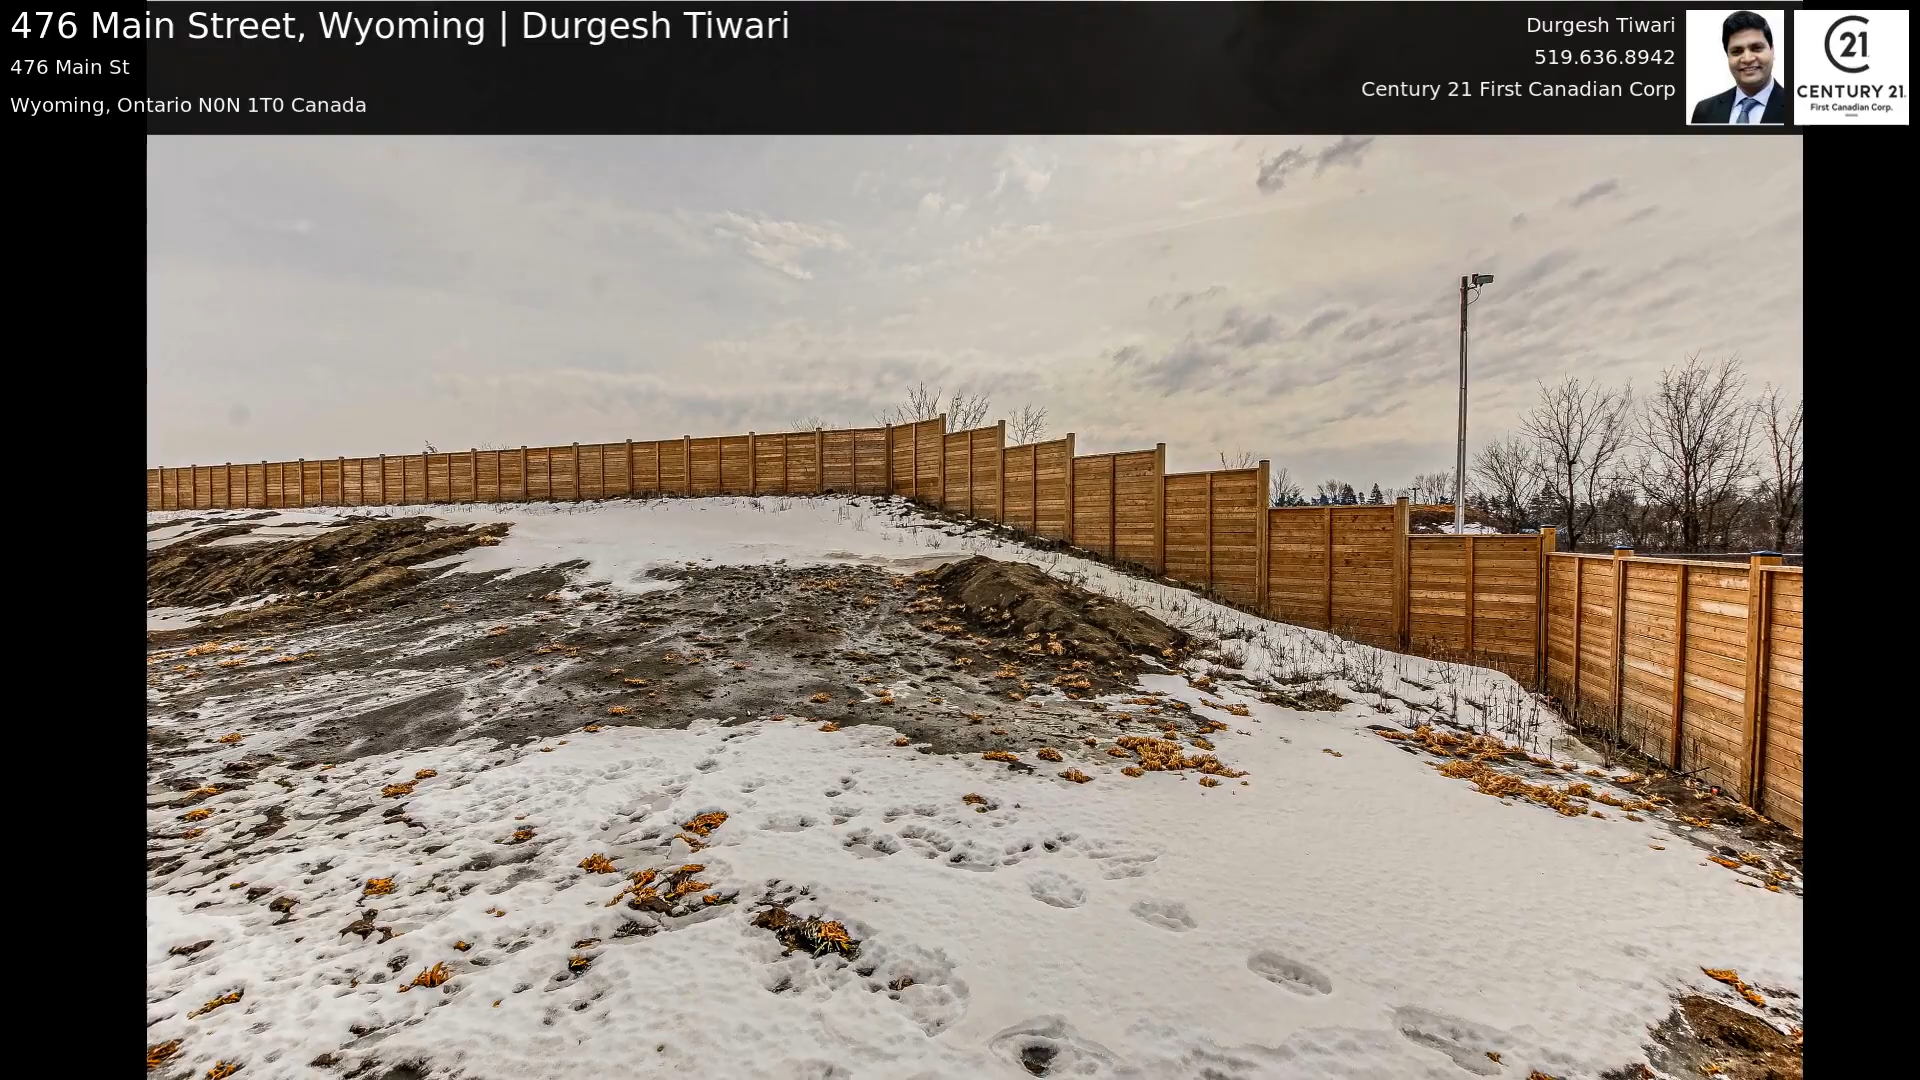 476 Main Street, Wyoming | Durgesh Tiwari
476 Main St
Wyoming, Ontario N0N 1T0 Canada
Durgesh Tiwari
519.636.8942
Century 21 First Canadian Corp
21
CENTURY 21.
First Canadian Corp.